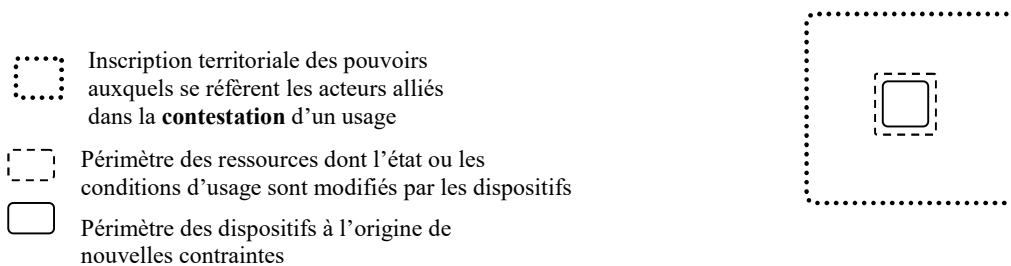 Inscription territoriale des pouvoirs
auxquels se réfèrent les acteurs alliés
dans la contestation d’un usage
Périmètre des ressources dont l’état ou les
conditions d’usage sont modifiés par les dispositifs
Périmètre des dispositifs à l’origine de
nouvelles contraintes